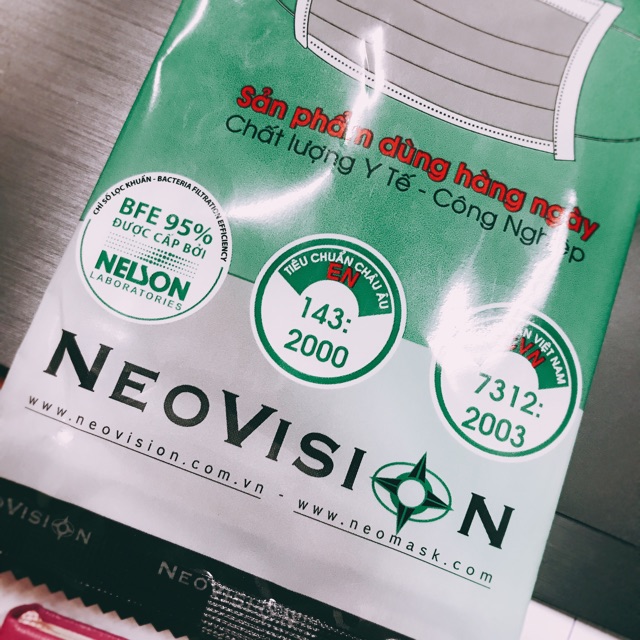 Sản phẩm dùng hàng ngày
Chất lượng Y Tế - Công Nghiệp
CHỈ SỐ LỌC KHUẨN - BACTERIA FILTRATION EFFICIENCY
BFE 95%
ĐƯỢC CẤP BỞI
NELSON
LABORATORIES
TIÊU CHUẨN CHÂU ÂU
EN
143:
2000
VIỆT NAM
7312:
2003
NEOVISION
www.neovision.com.vn - www.neomask.com
NEOVISION